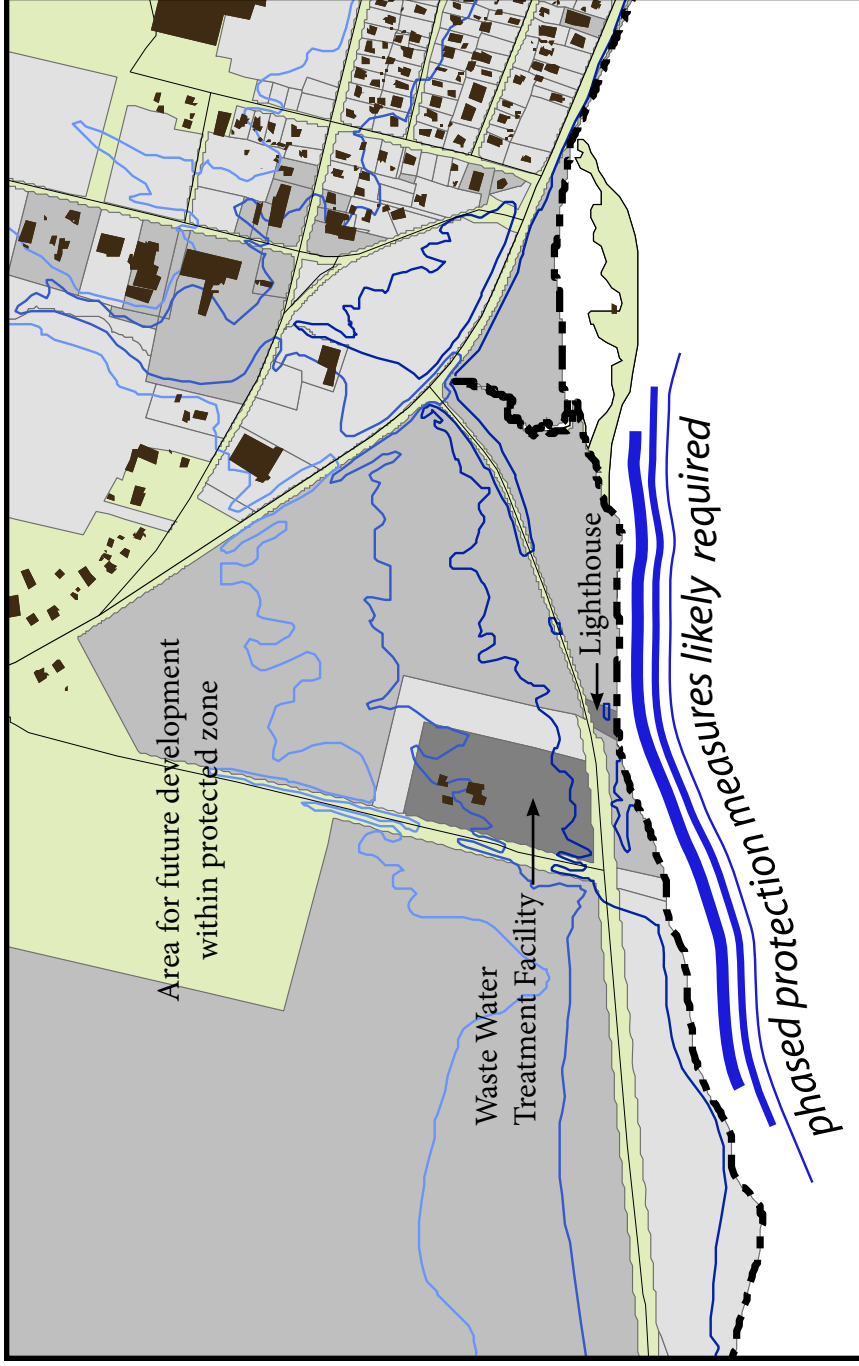 Area for future development
within protected zone
Waste Water
Treatment Facility
Lighthouse
phased protection measures likely required